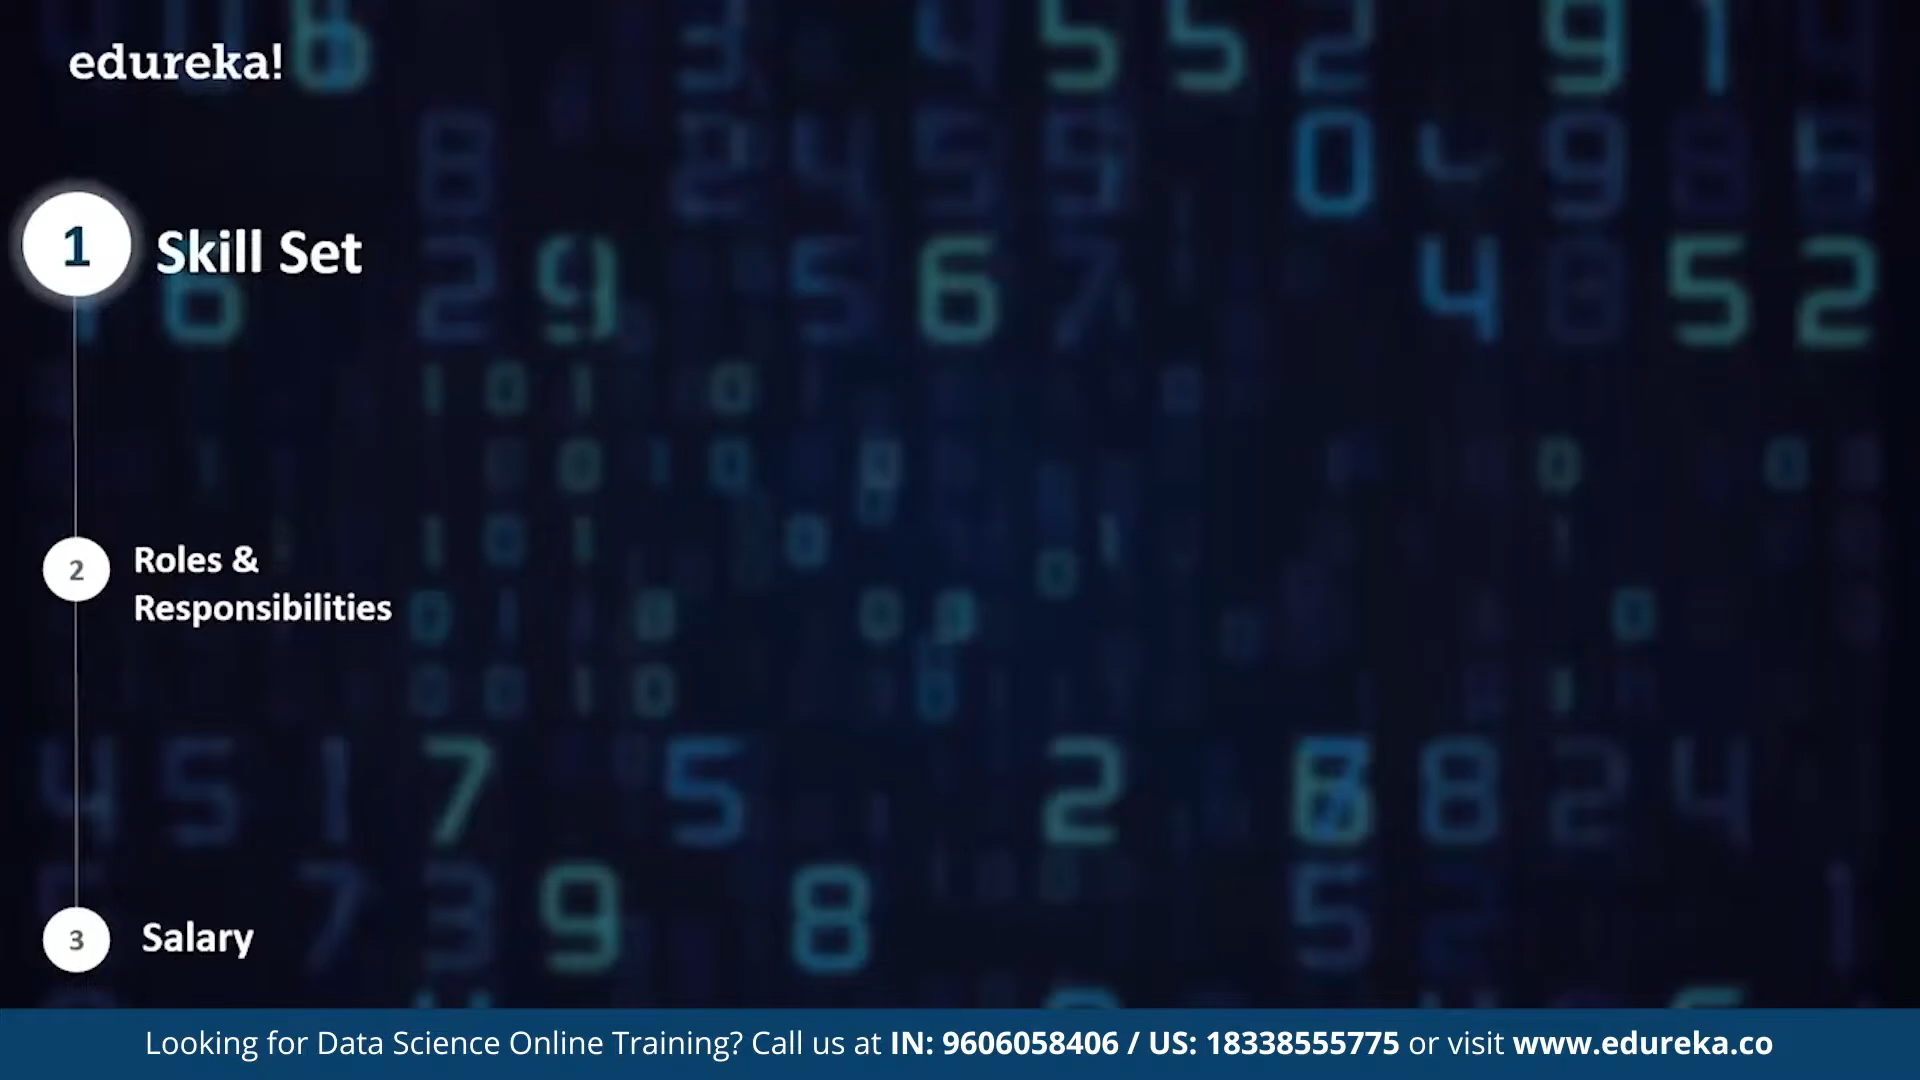 edureka!
1 Skill Set
2 Roles &
Responsibilities
3 Salary
Looking for Data Science Online Training? Call us at IN: 9606058406 / US: 18338555775 or visit www.edureka.co